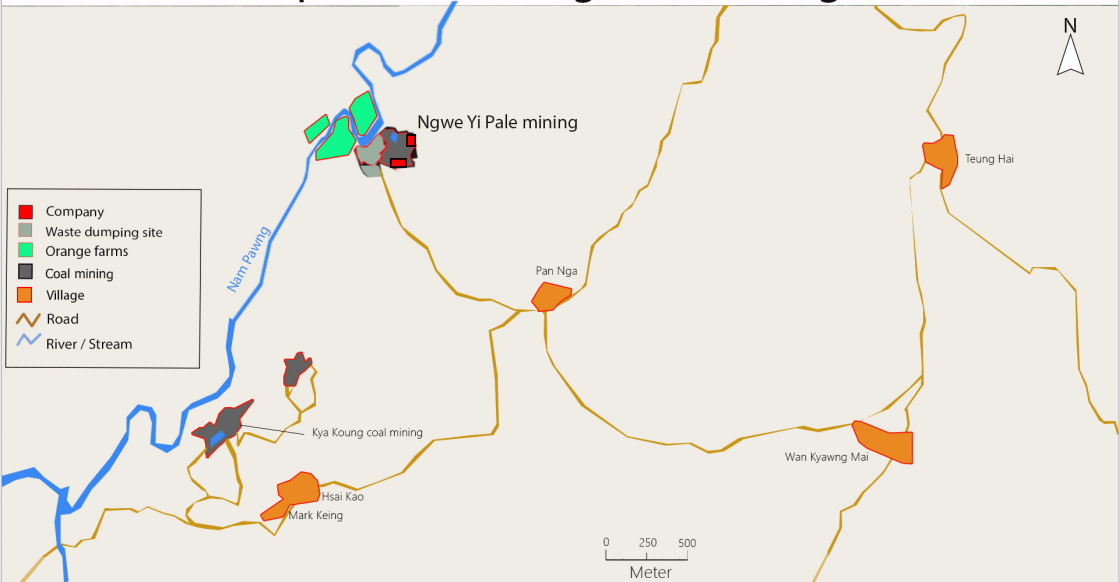 N
Ngwe Yi Pale mining
Teung Hai
Company
Waste dumping site
Orange farms
Coal mining
Village
Road
River / Stream
Nam Pawng
Pan Nga
Kya Koung coal mining
Wan Kyawng Mai
Hsai Kao
Mark Keing
0 250 500
Meter